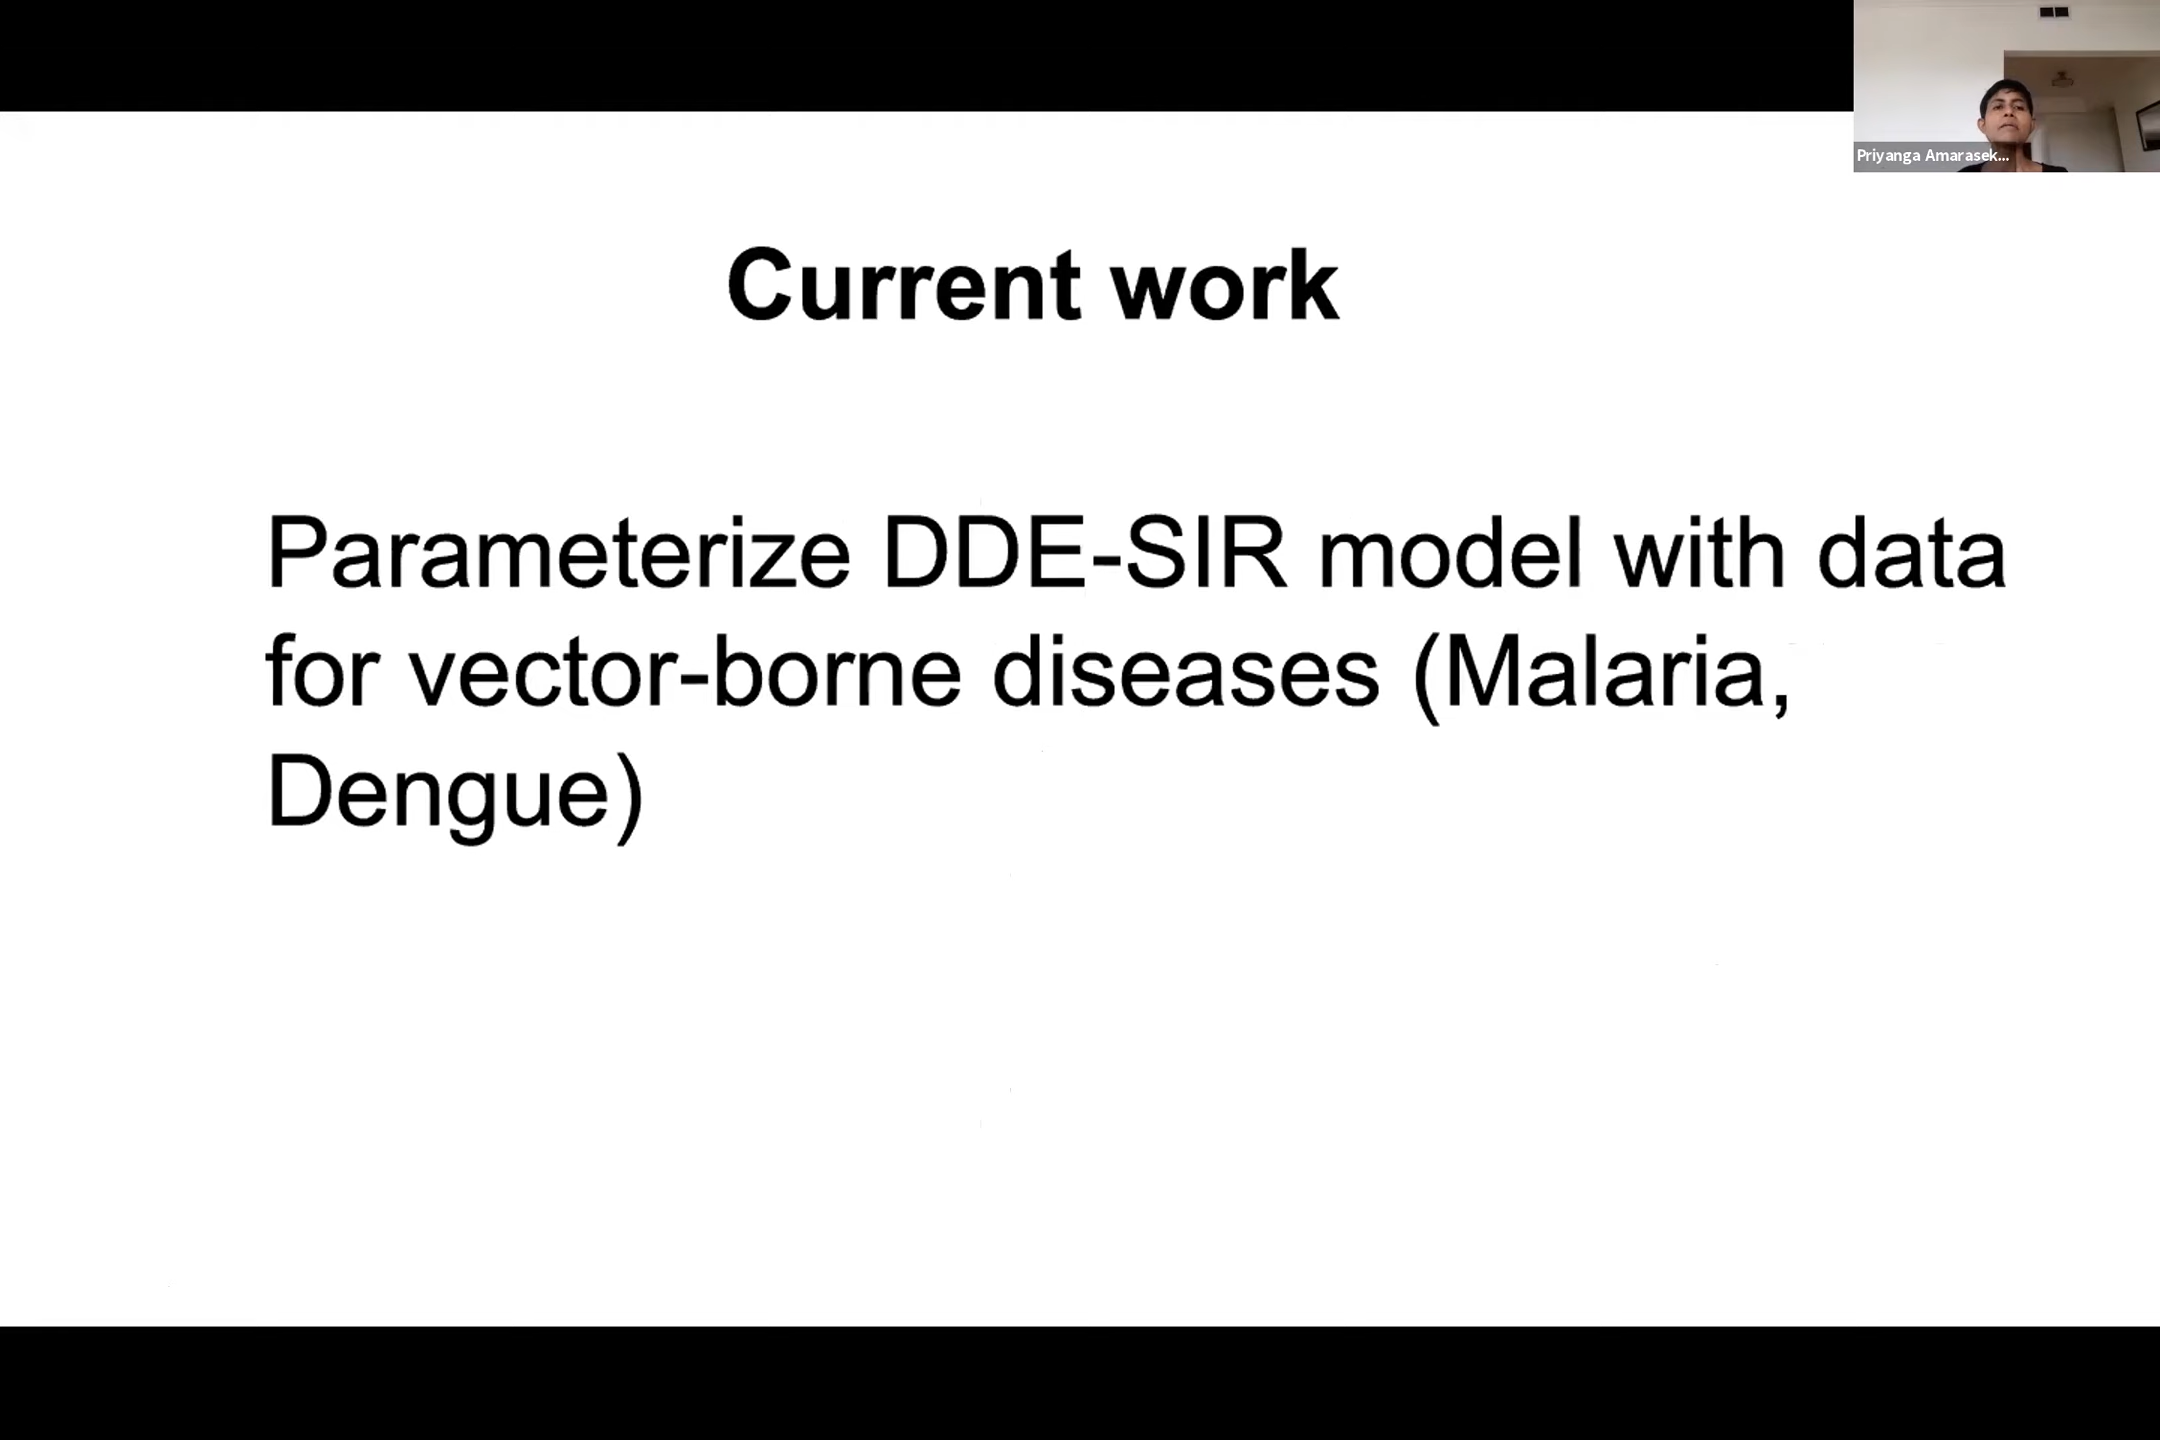 Priyanga Amarasek...
Current work
Parameterize DDE-SIR model with data
for vector-borne diseases (Malaria,
Dengue)